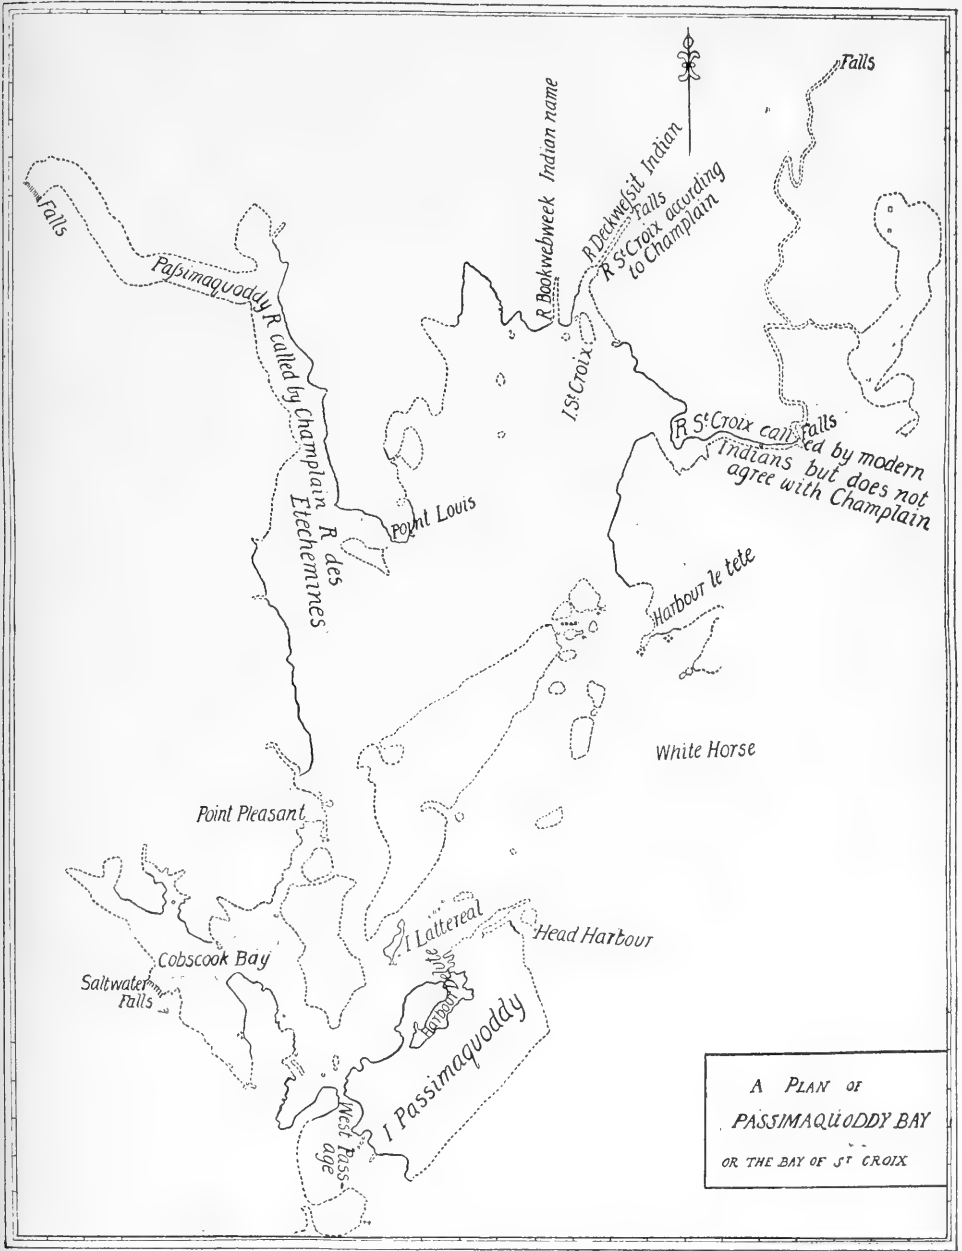 Falls
R Bookwebweek Indian name
R Deckweſsit Indian
Falls
R St Croix according
to Champlain
Falls
Paſsimaquoddy R called by Champlain R des
Etechemines
I. St Croix
R St Croix called by modern
Falls
Indians but does not
agree with Champlain
Point Louis
Harbour le tete
White Horse
Point Pleasant
I Lattereal
Head Harbour
Cobscook Bay
Saltwater
Falls
Harbour Delute
I Passimaquoddy
West Pass-
age
A PLAN OF
PASSIMAQUODDY BAY
OR THE BAY OF ST CROIX